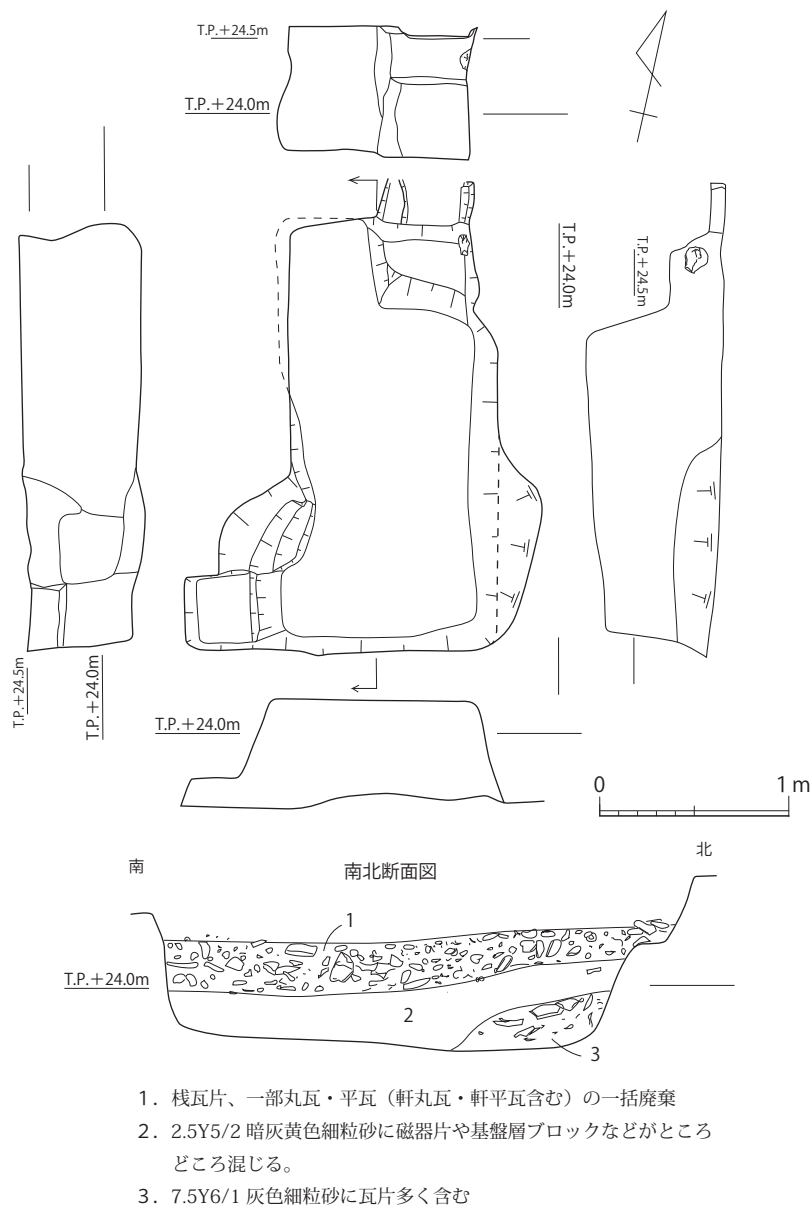 T.P.＋24.5m
T.P.＋24.0m
T.P.＋24.0m
T.P.＋24.5m
T.P.＋24.5m
T.P.＋24.0m
T.P.＋24.0m
0 1 m
南 南北断面図 北
1
T.P.＋24.0m
2
3
1．桟瓦片、一部丸瓦・平瓦（軒丸瓦・軒平瓦含む）の一括廃棄
2．2.5Y5/2 暗灰黄色細粒砂に磁器片や基盤層ブロックなどがところ
どころ混じる。
3．7.5Y6/1 灰色細粒砂に瓦片多く含む